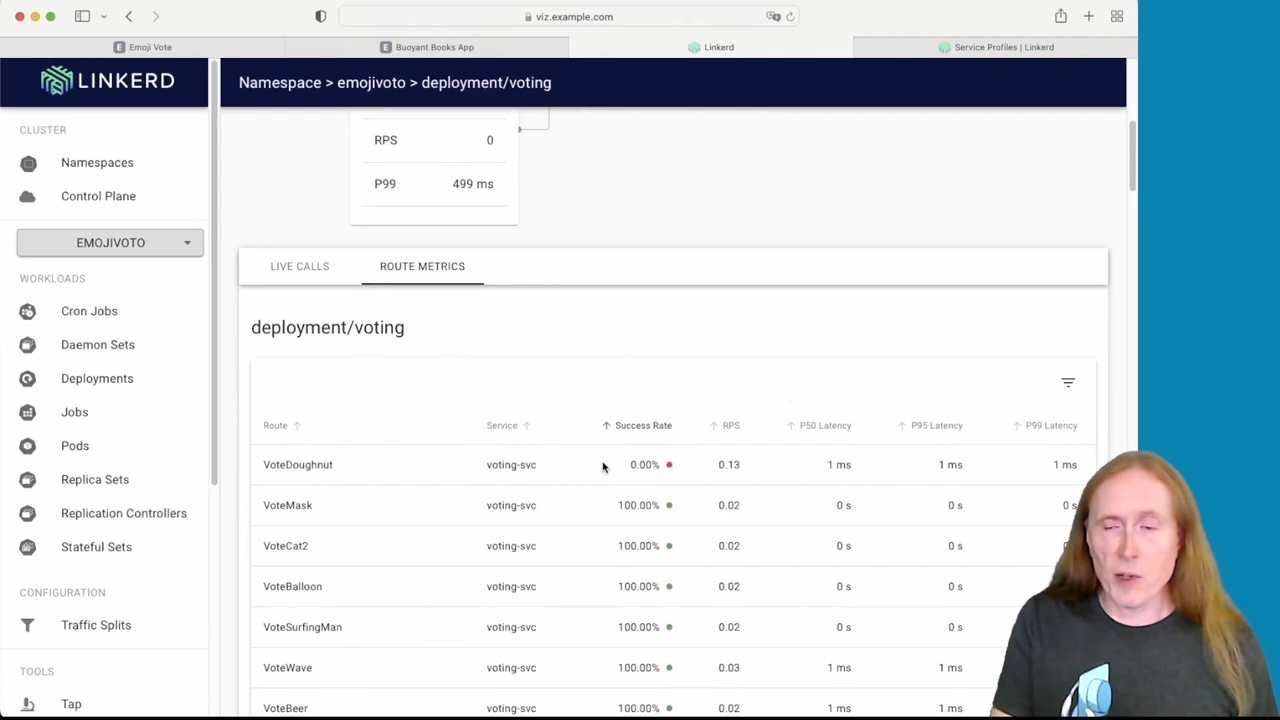 viz.example.com
Emoji Vote
Buoyant Books App
Linkerd
Service Profiles | Linkerd
LINKERD
Namespace > emojivoto > deployment/voting
CLUSTER
Namespaces
Control Plane
EMOJIVOTO
WORKLOADS
Cron Jobs
Daemon Sets
Deployments
Jobs
Pods
Replica Sets
Replication Controllers
Stateful Sets
CONFIGURATION
Traffic Splits
TOOLS
Tap
RPS 0
P99 499 ms
LIVE CALLS ROUTE METRICS
deployment/voting
Route Service Success Rate RPS P50 Latency P95 Latency P99 Latency
VoteDoughnut voting-svc 0.00% 0.13 1 ms 1 ms 1 ms
VoteMask voting-svc 100.00% 0.02 0 s 0 s 0 s
VoteCat2 voting-svc 100.00% 0.02 0 s 0 s
VoteBalloon voting-svc 100.00% 0.02 0 s 0 s
VoteSurfingMan voting-svc 100.00% 0.02 0 s 0 s
VoteWave voting-svc 100.00% 0.03 1 ms 1 ms
VoteBeer voting-svc 100.00% 0.02 1 ms 1 ms